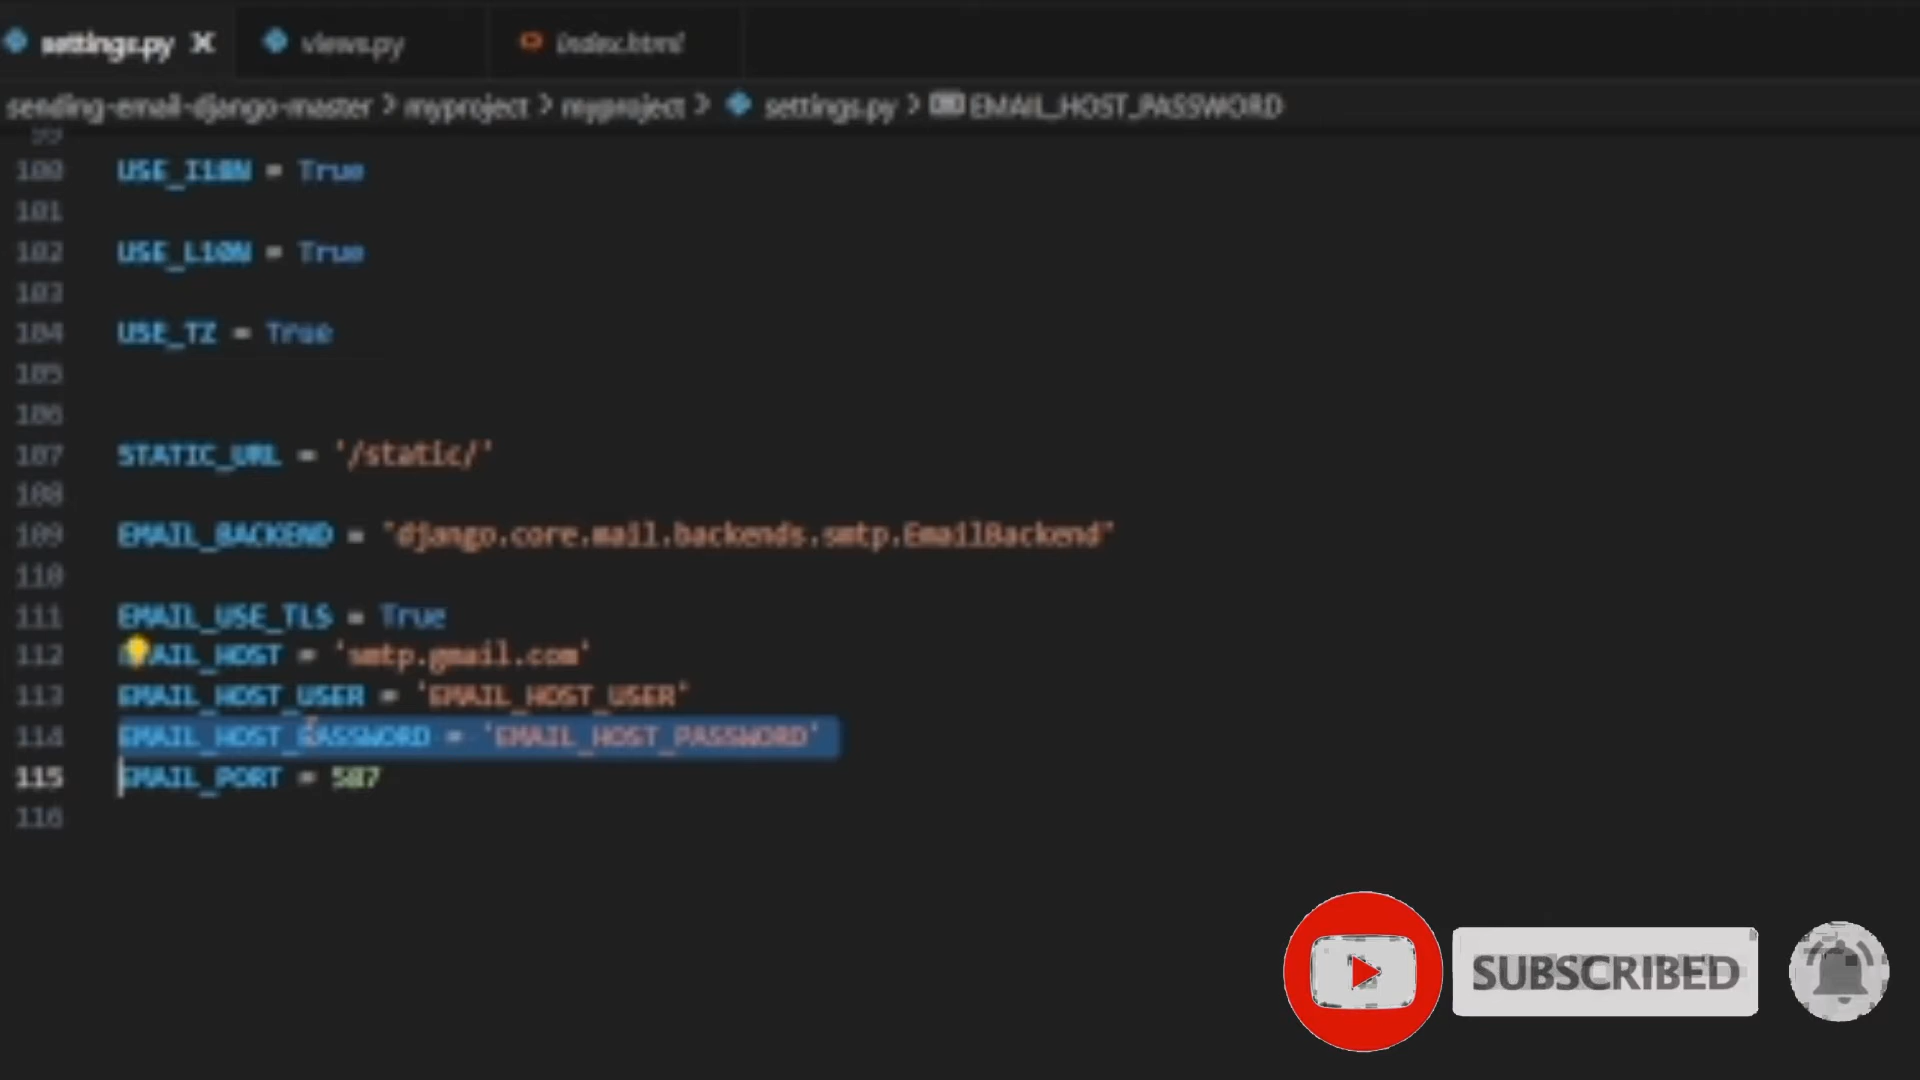 settings.py X views.py index.html
sending-email-django-master > myproject > myproject > settings.py > EMAIL_HOST_PASSWORD
99
100 USE_I18N = True
101
102 USE_L10N = True
103
104 USE_TZ = True
105
106
107 STATIC_URL = '/static/'
108
109 EMAIL_BACKEND = "django.core.mail.backends.smtp.EmailBackend"
110
111 EMAIL_USE_TLS = True
112 EMAIL_HOST = 'smtp.gmail.com'
113 EMAIL_HOST_USER = 'EMAIL_HOST_USER'
114 EMAIL_HOST_PASSWORD = 'EMAIL_HOST_PASSWORD'
115 EMAIL_PORT = 587
116
SUBSCRIBED